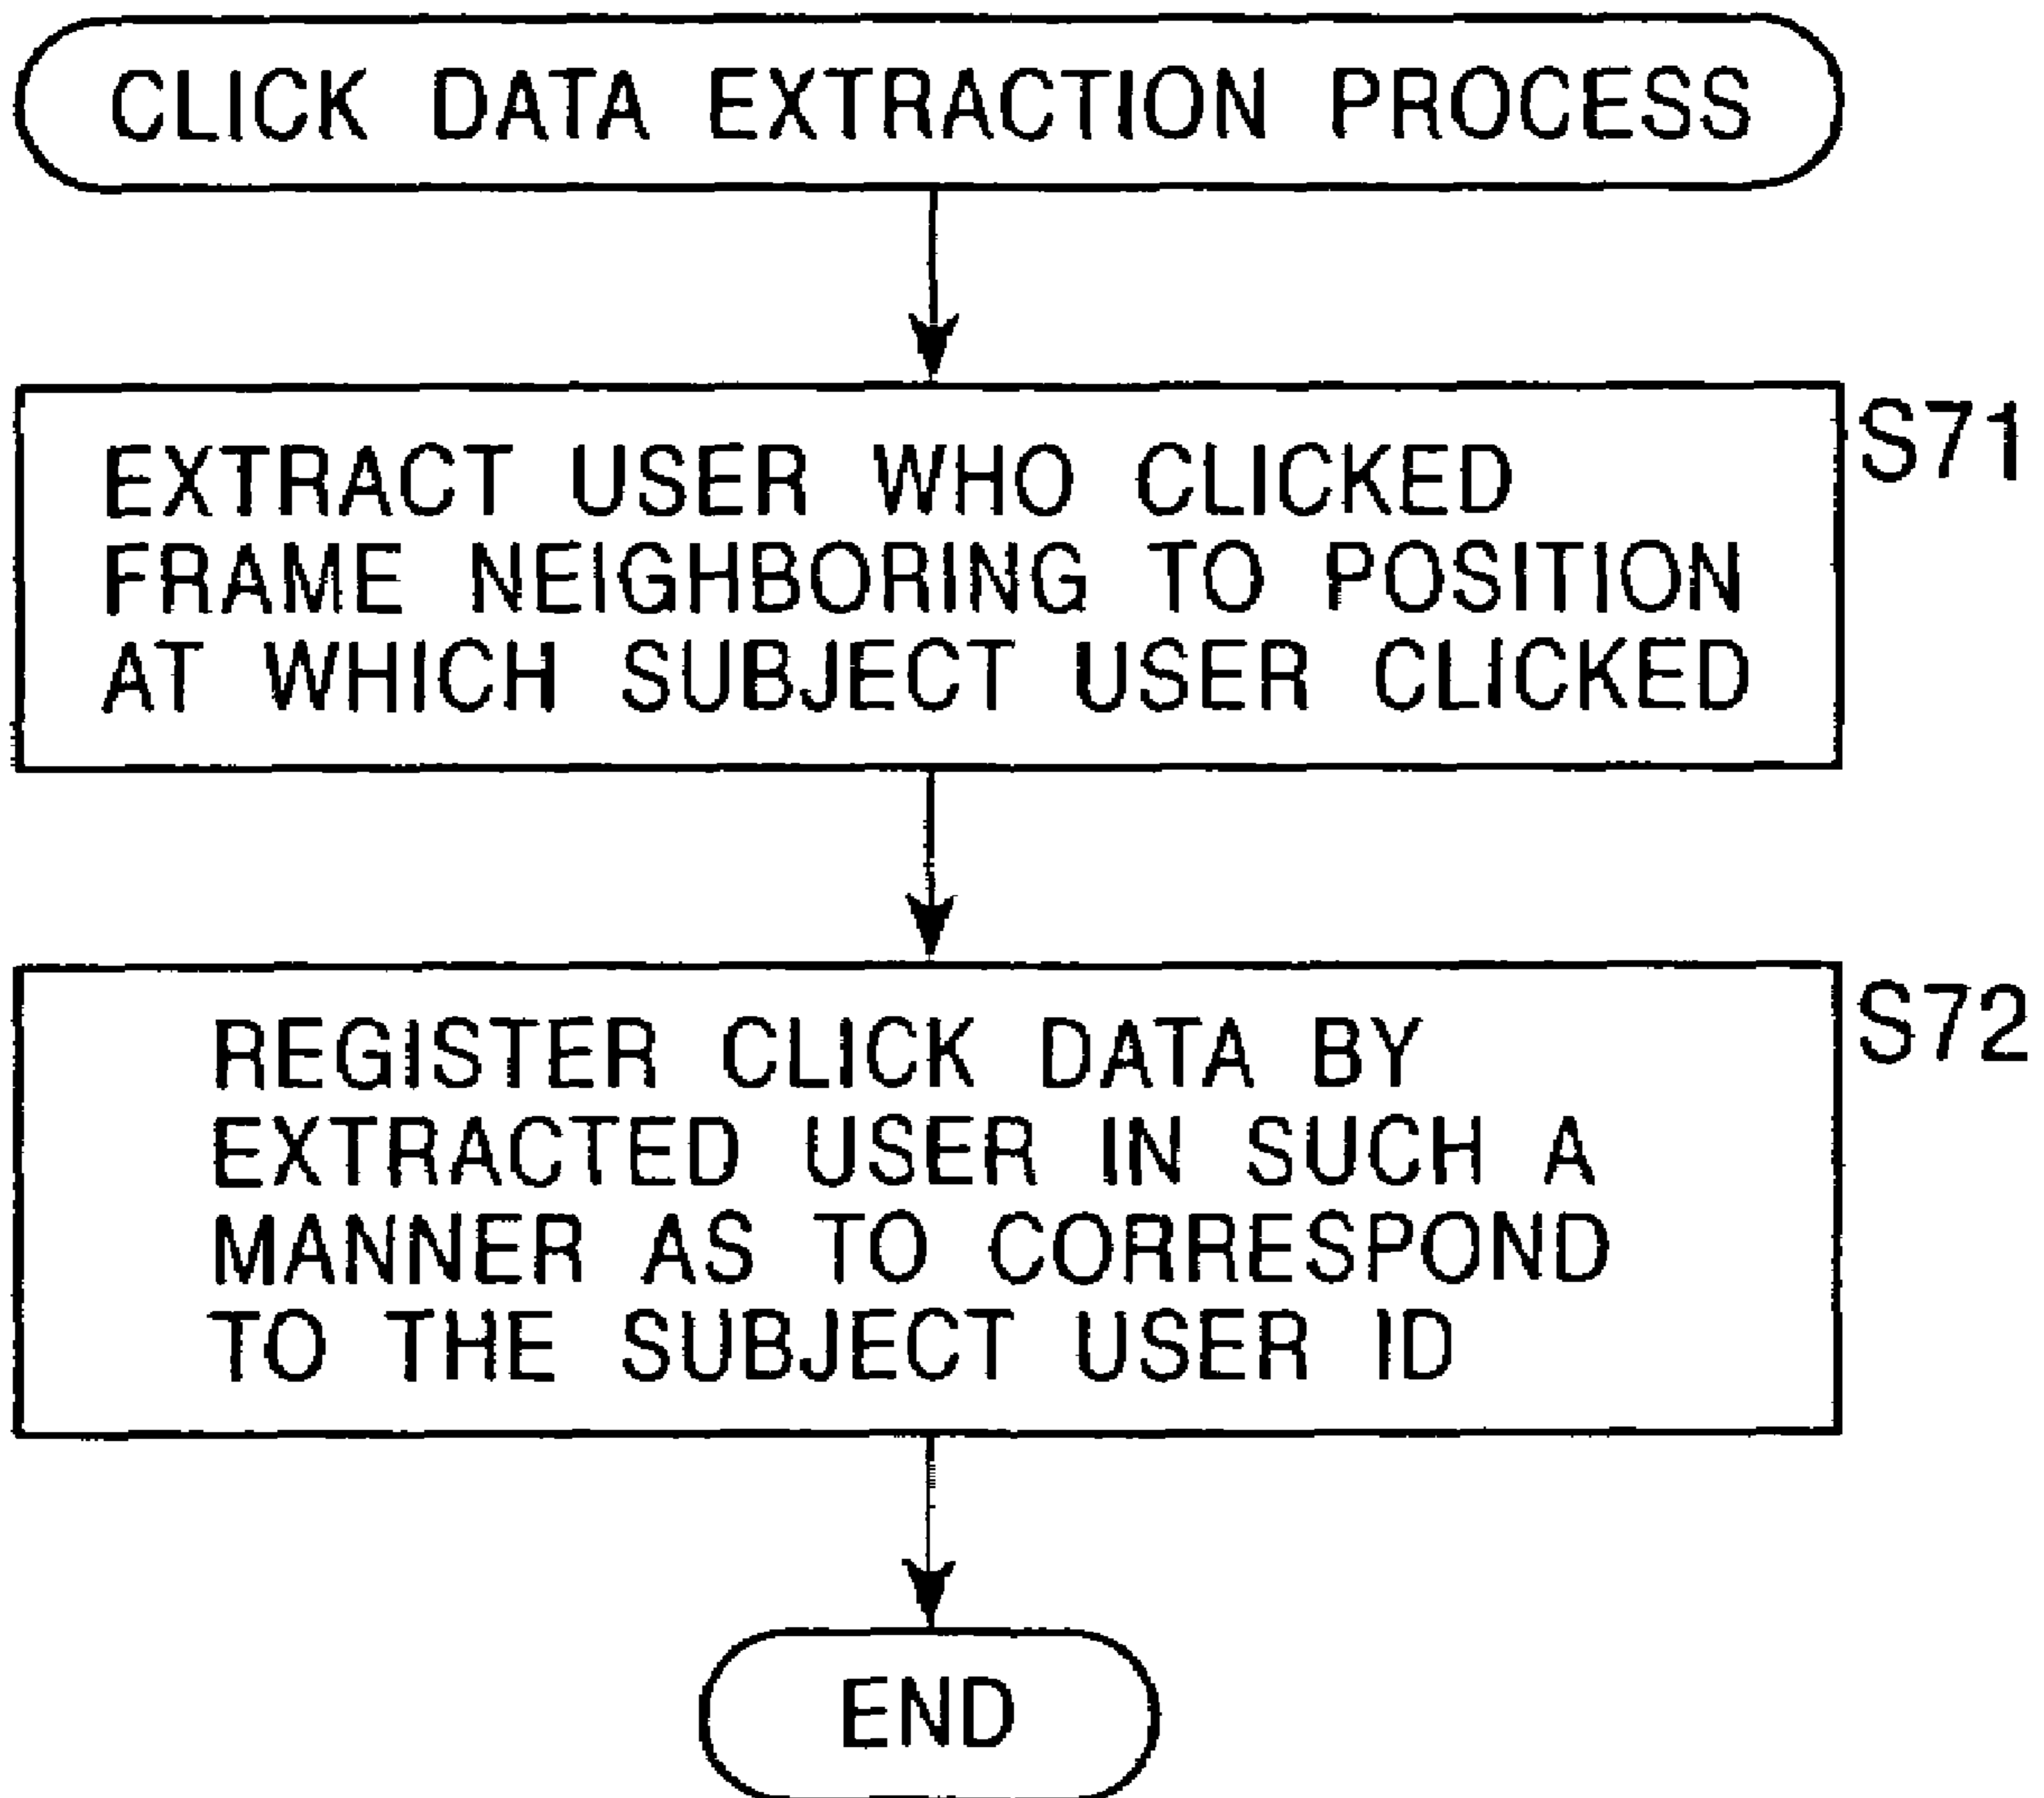 CLICK DATA EXTRACTION PROCESS
S71
EXTRACT USER WHO CLICKED
FRAME NEIGHBORING TO POSITION
AT WHICH SUBJECT USER CLICKED
S72
REGISTER CLICK DATA BY
EXTRACTED USER IN SUCH A
MANNER AS TO CORRESPOND
TO THE SUBJECT USER ID
END